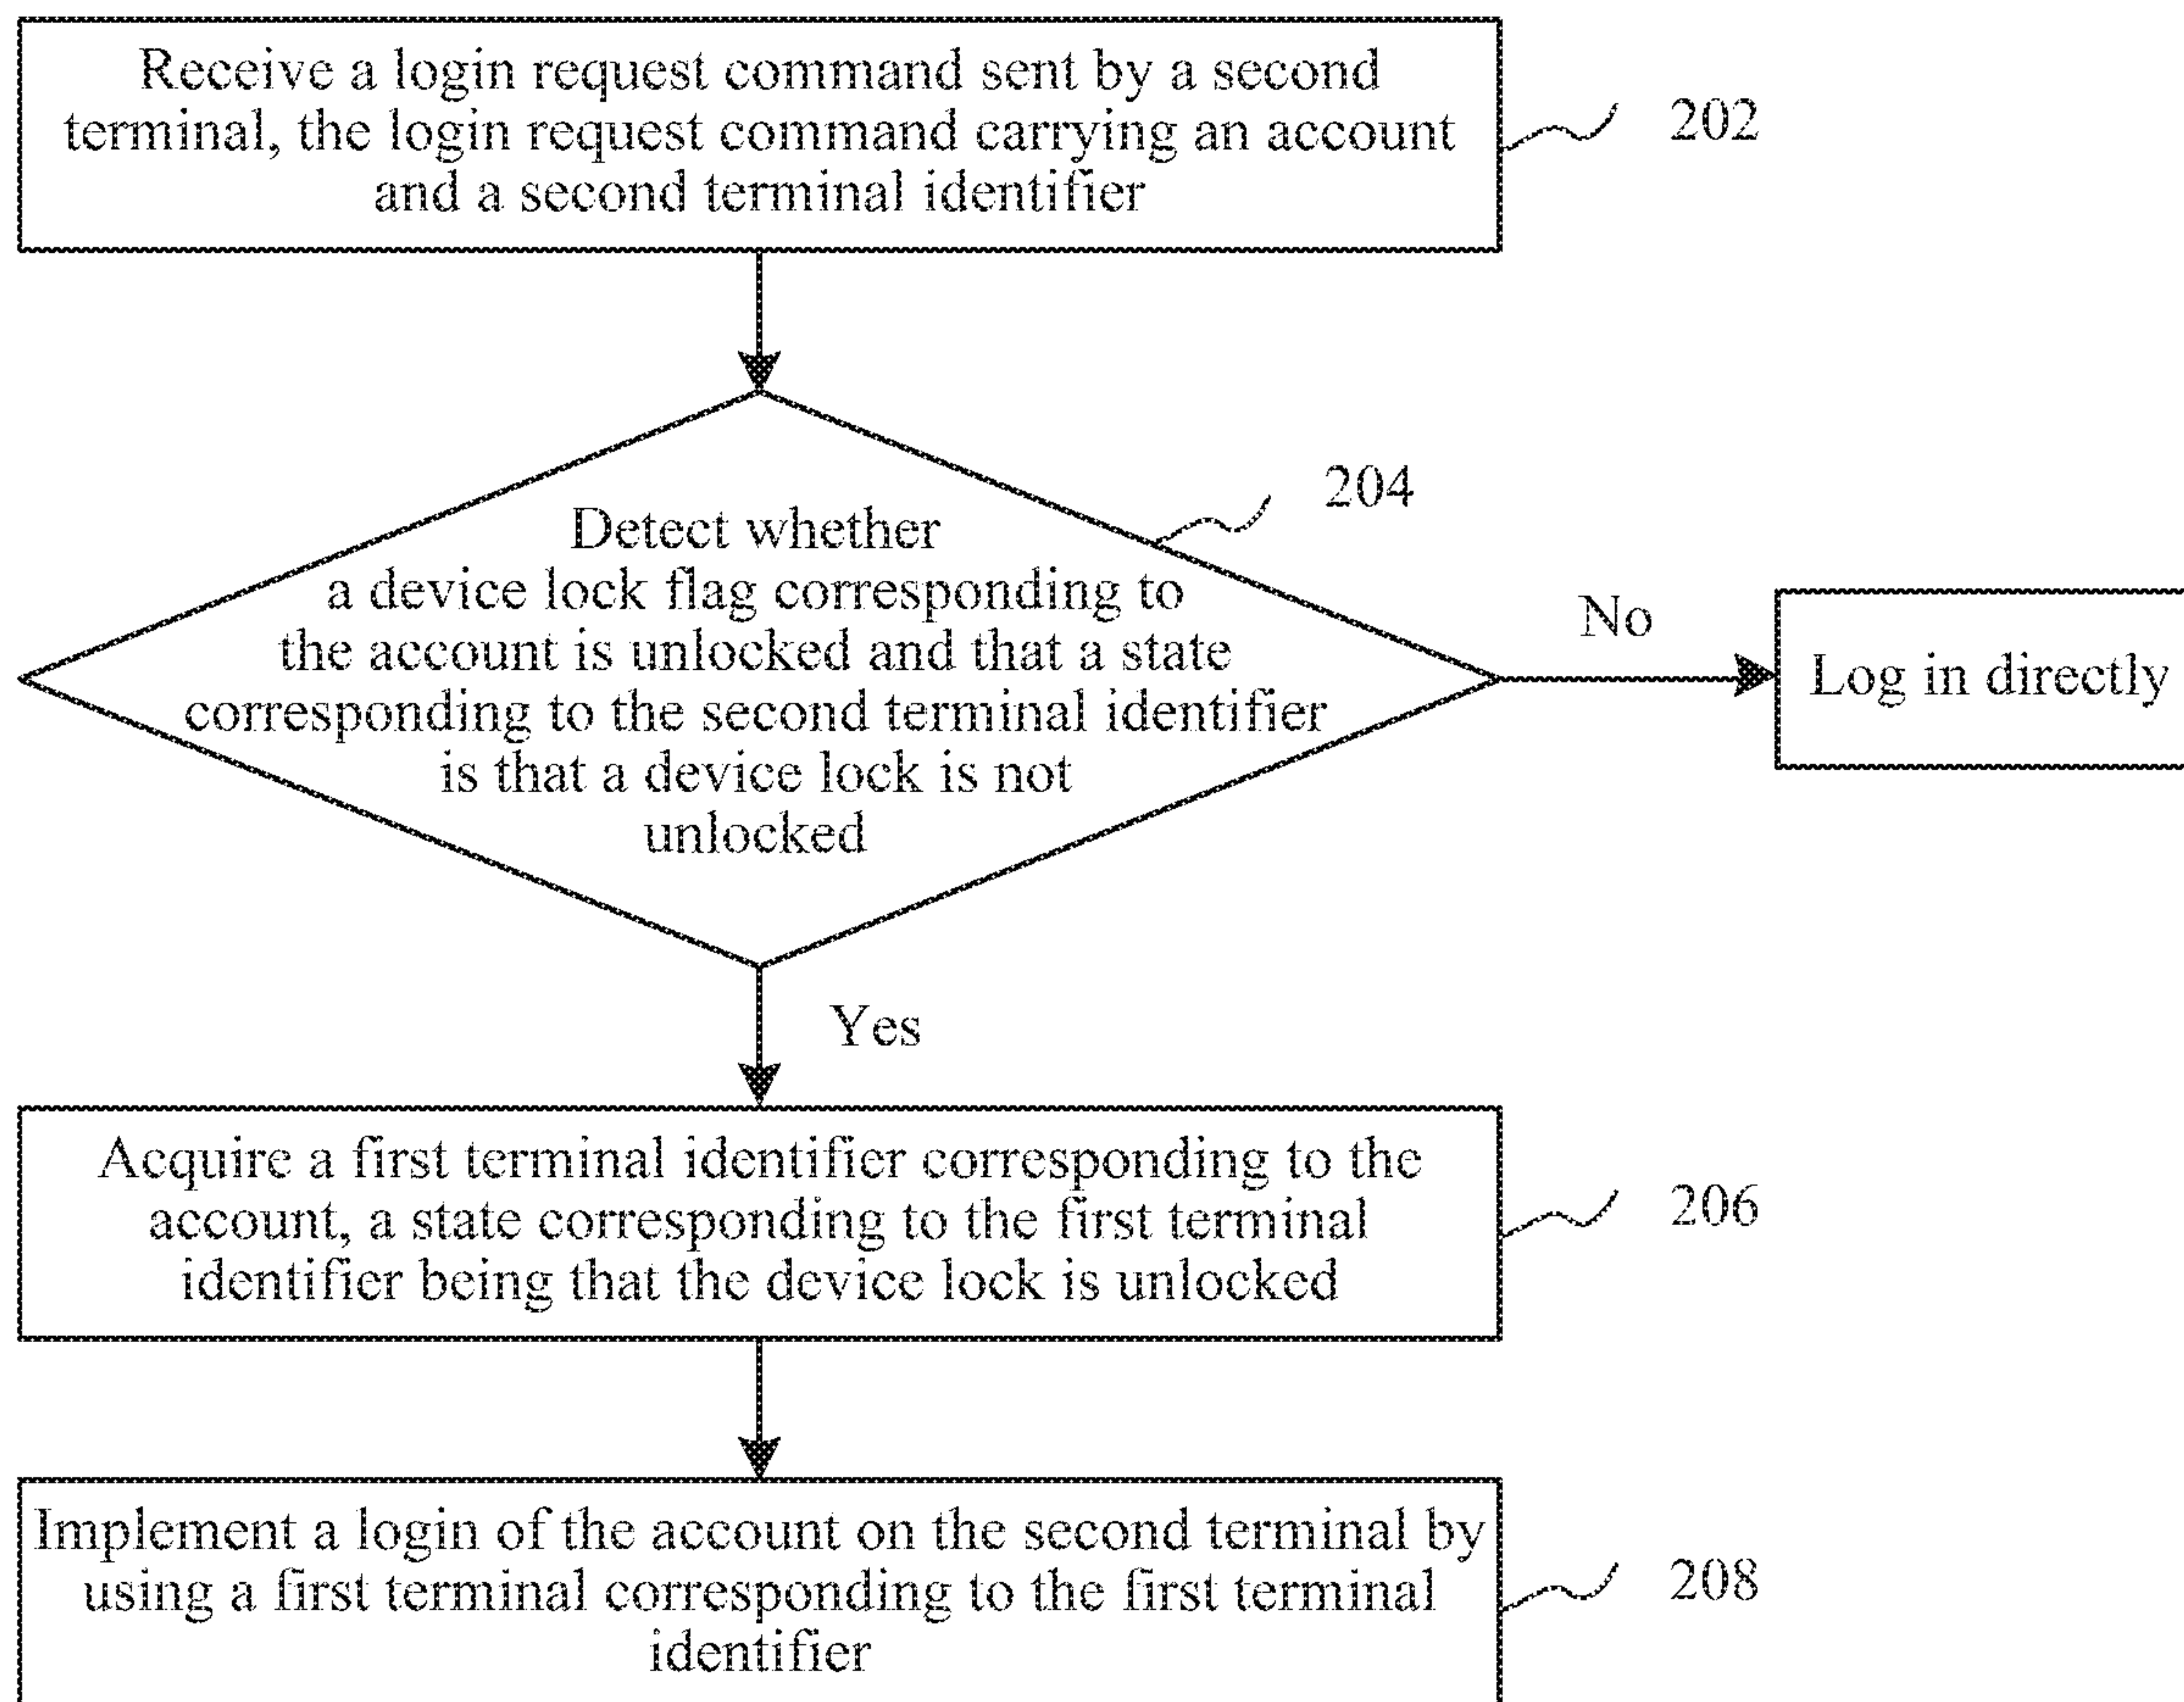 Receive a login request command sent by a second
terminal, the login request command carrying an account
and a second terminal identifier
202
204
Detect whether
a device lock flag corresponding to
the account is unlocked and that a state
corresponding to the second terminal identifier
is that a device lock is not
unlocked
No
Log in directly
Yes
Acquire a first terminal identifier corresponding to the
account, a state corresponding to the first terminal
identifier being that the device lock is unlocked
206
Implement a login of the account on the second terminal by
using a first terminal corresponding to the first terminal
identifier
208